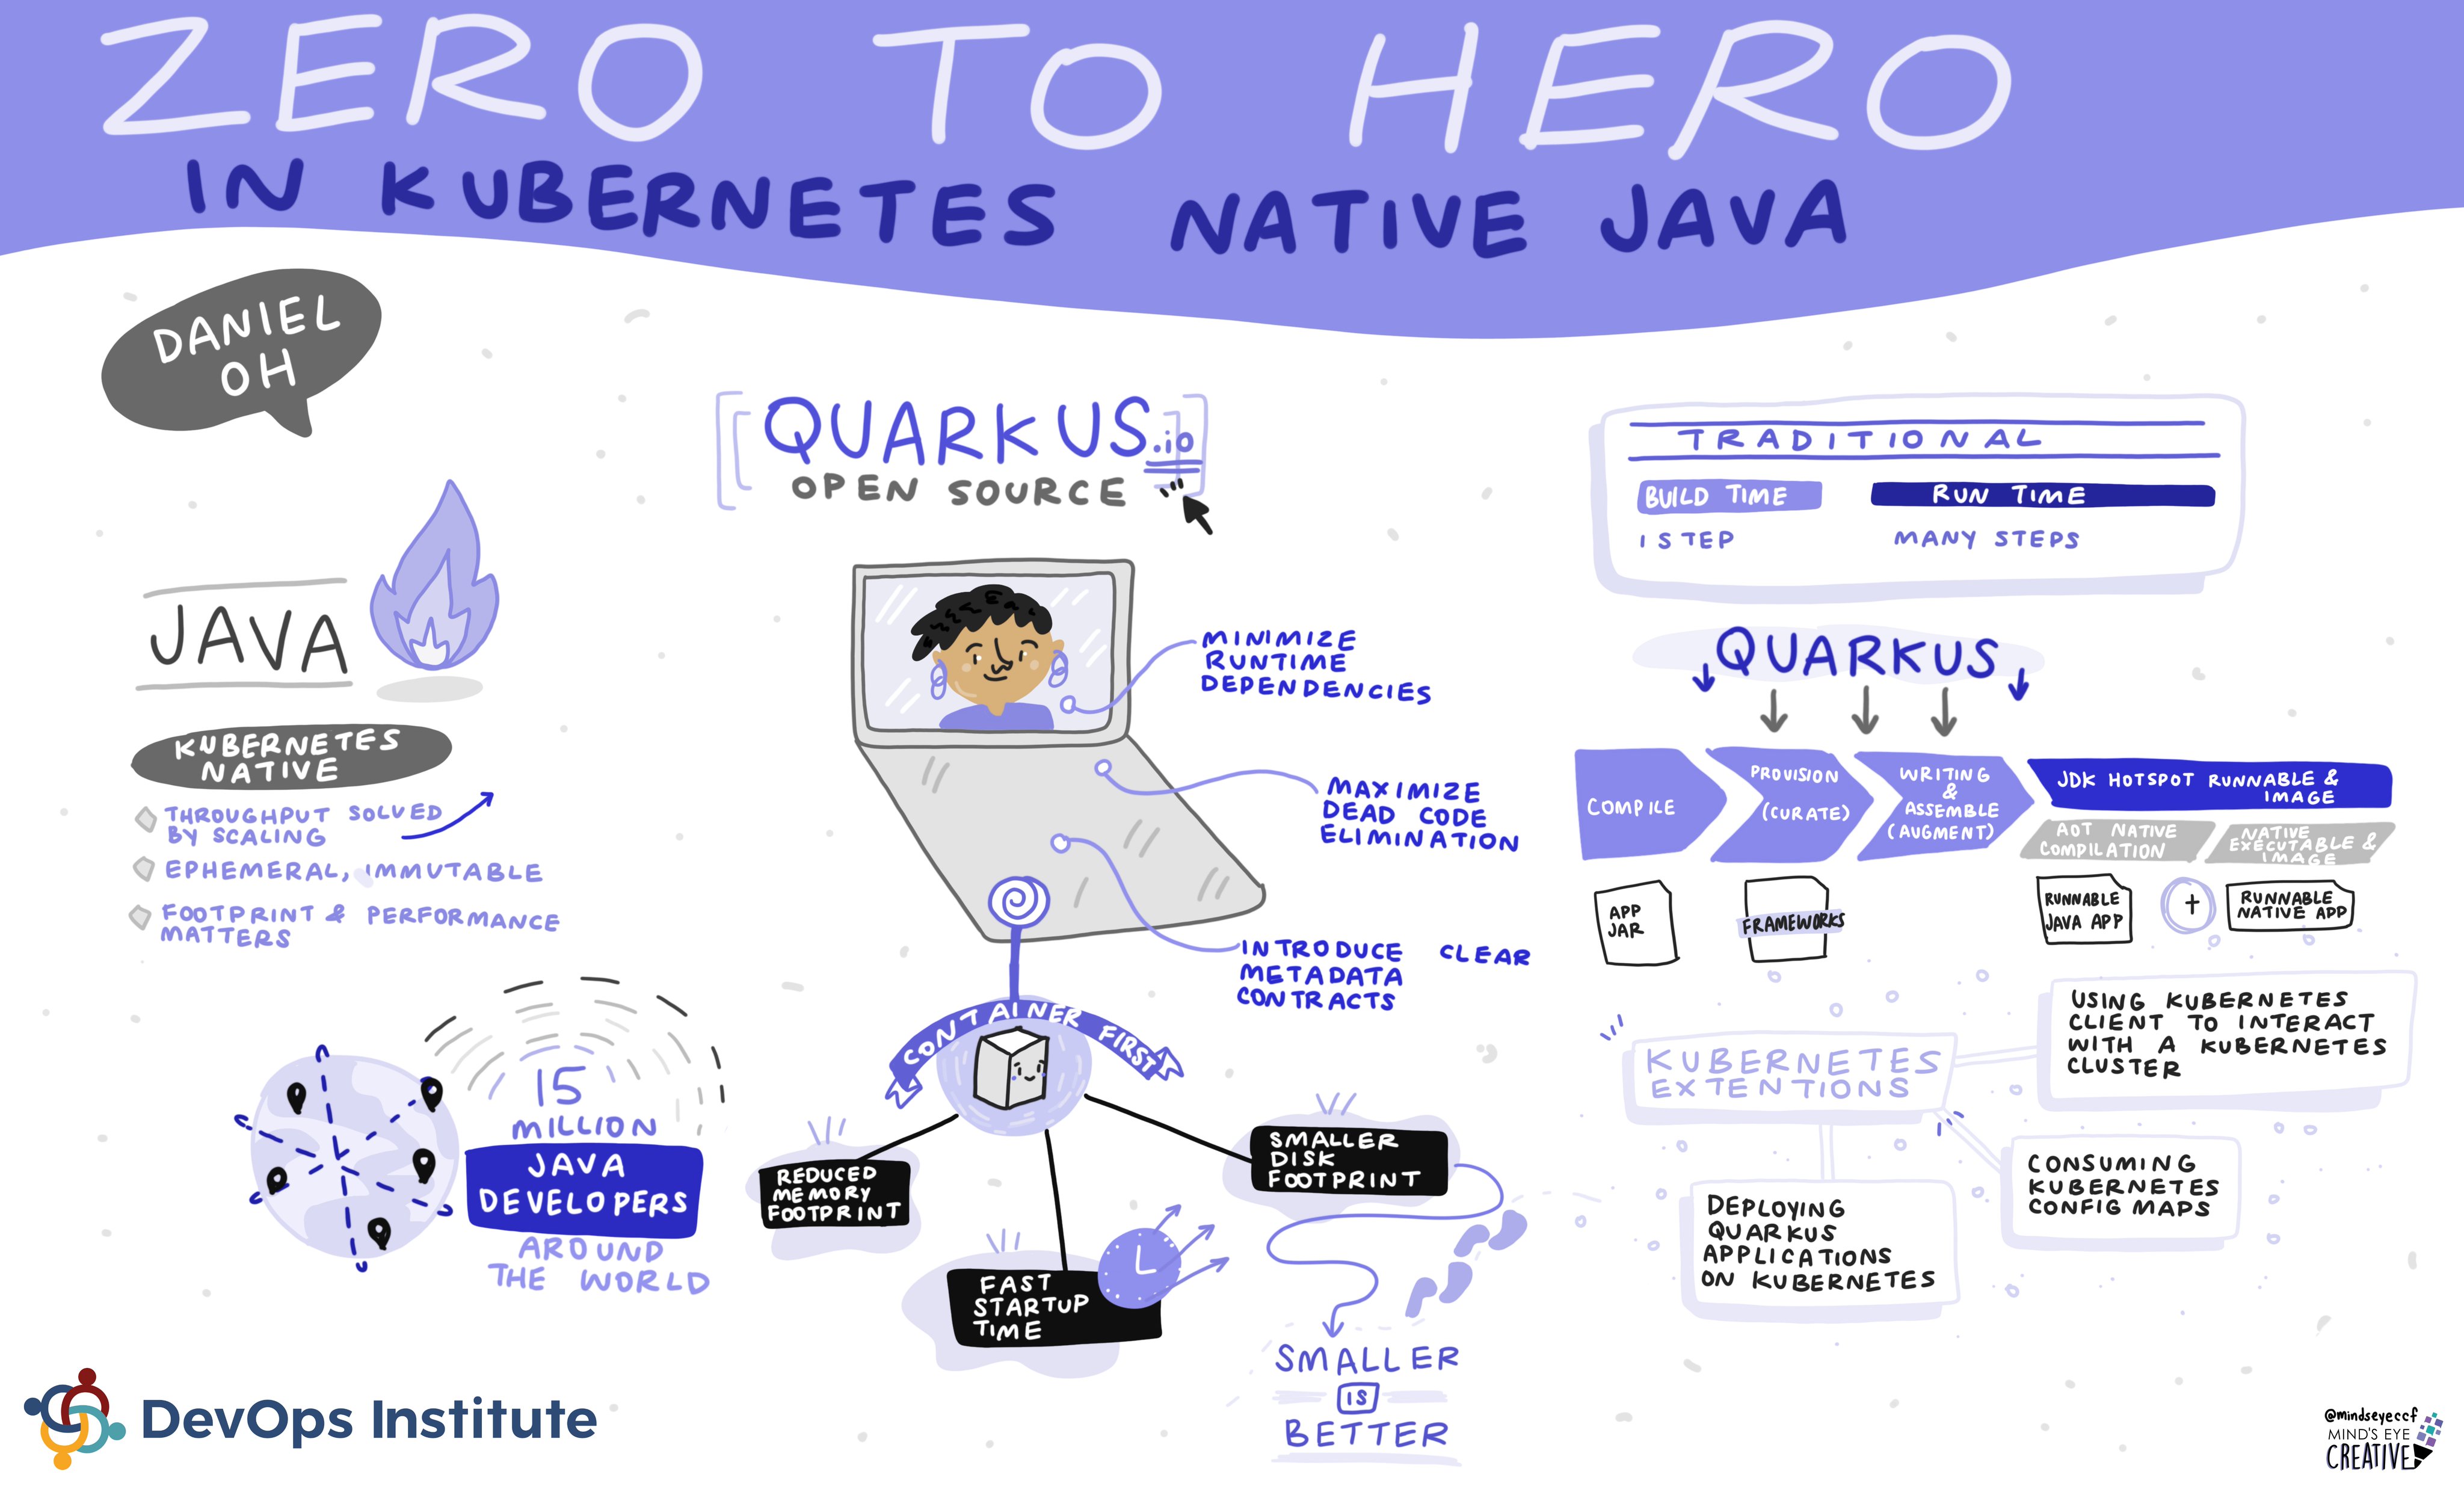 ZERO TO HERO
IN KUBERNETES NATIVE JAVA
DANIEL
OH
JAVA
KUBERNETES
NATIVE
THROUGHPUT SOLVED
BY SCALING
EPHEMERAL, IMMUTABLE
FOOTPRINT & PERFORMANCE
MATTERS
15
MILLION
JAVA
DEVELOPERS
AROUND
THE WORLD
QUARKUS.io
OPEN SOURCE
MINIMIZE
RUNTIME
DEPENDENCIES
MAXIMIZE
DEAD CODE
ELIMINATION
INTRODUCE CLEAR
METADATA
CONTRACTS
CONTAINER FIRST
REDUCED
MEMORY
FOOTPRINT
FAST
STARTUP
TIME
SMALLER
DISK
FOOTPRINT
SMALLER
IS
BETTER
TRADITIONAL
BUILD TIME
RUN TIME
1 STEP
MANY STEPS
QUARKUS
COMPILE
PROVISION
(CURATE)
WRITING
&
ASSEMBLE
(AUGMENT)
JDK HOTSPOT RUNNABLE &
IMAGE
AOT NATIVE
COMPILATION
NATIVE
EXECUTABLE &
IMAGE
APP
JAR
FRAMEWORKS
RUNNABLE
JAVA APP
+
RUNNABLE
NATIVE APP
KUBERNETES
EXTENTIONS
USING KUBERNETES
CLIENT TO INTERACT
WITH A KUBERNETES
CLUSTER
CONSUMING
KUBERNETES
CONFIG MAPS
DEPLOYING
QUARKUS
APPLICATIONS
ON KUBERNETES
DevOps Institute
@mindseyeccf
MIND'S EYE
CREATIVE